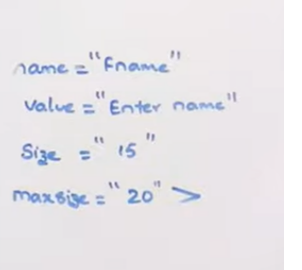 name = "Fname"
value = "Enter name"
Size = " 15 "
maxsize = " 20" >